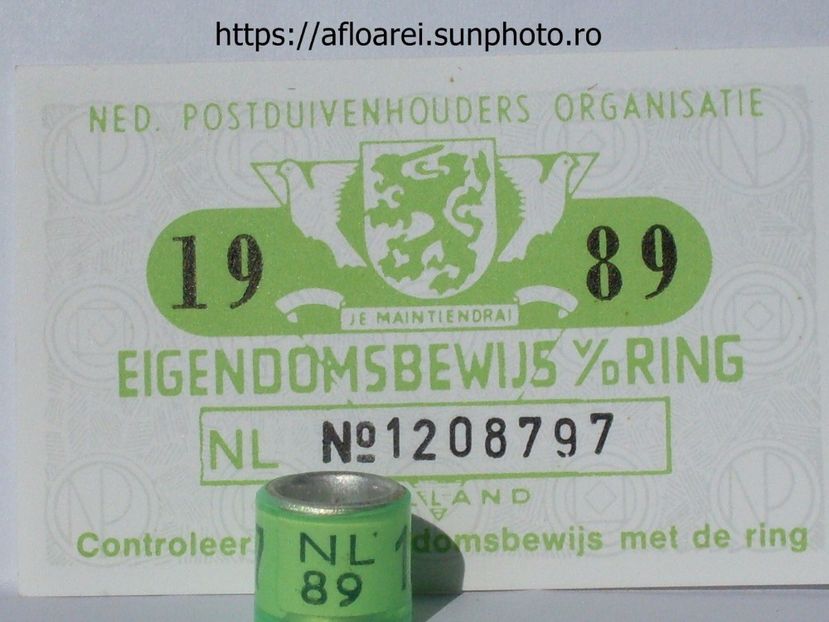 https://afloarei.sunphoto.ro
NED. POSTDUIVENHOUDERS ORGANISATIE
19 89
JE MAINTIENDRAI
EIGENDOMSBEWIJS V/D RING
NL Nº1208797
LLAND
Controleer domsbewijs met de ring
NL
89